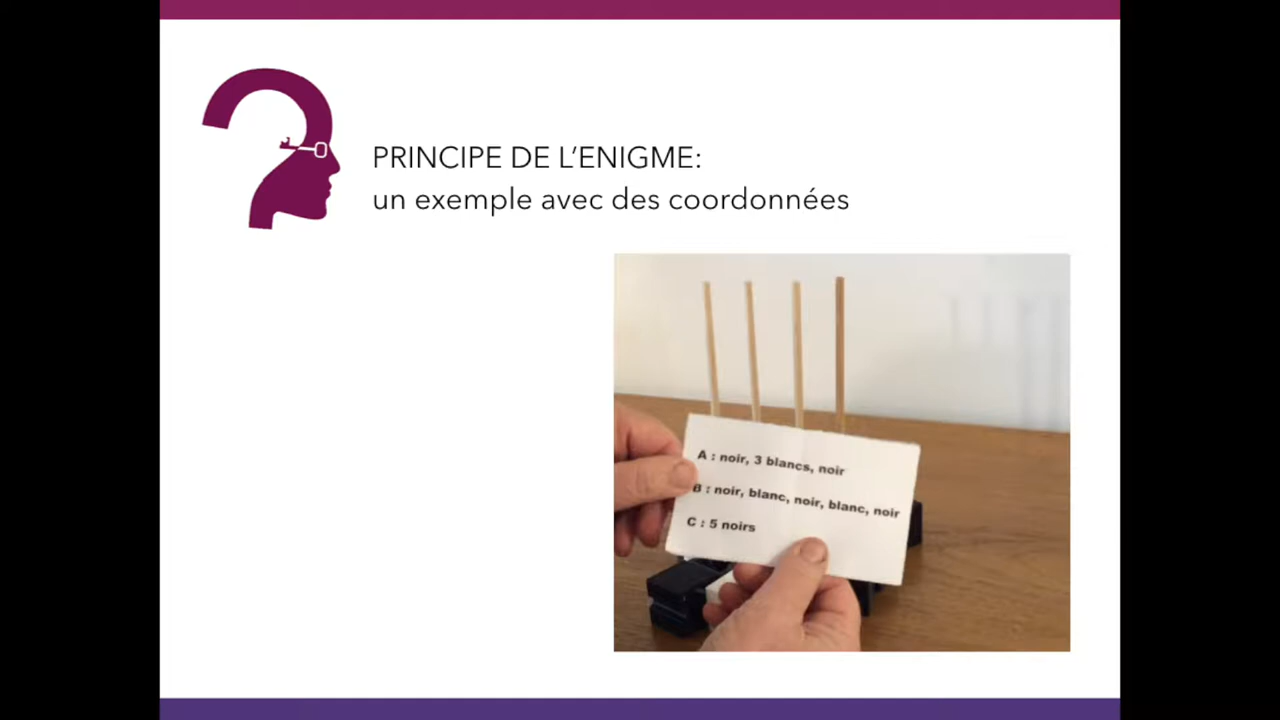 PRINCIPE DE L'ENIGME:
un exemple avec des coordonnées
A : noir, 3 blancs, noir
B : noir, blanc, noir, blanc, noir
C : 5 noirs